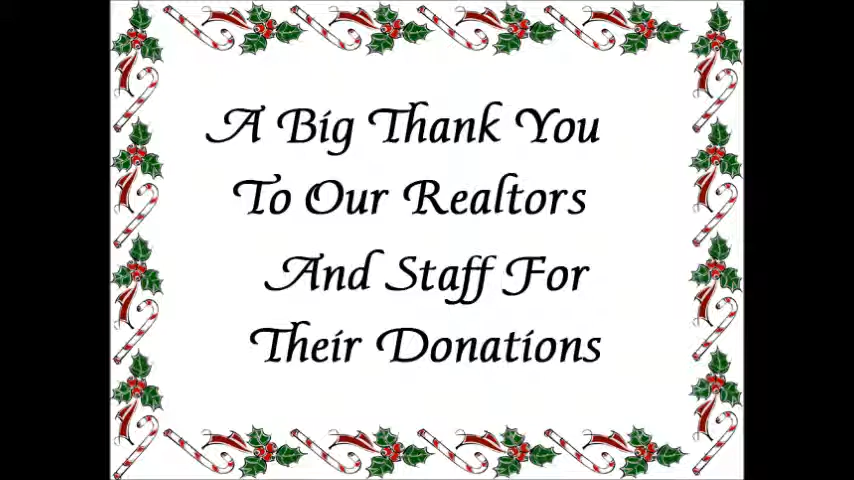 A Big Thank You
To Our Realtors
And Staff For
Their Donations